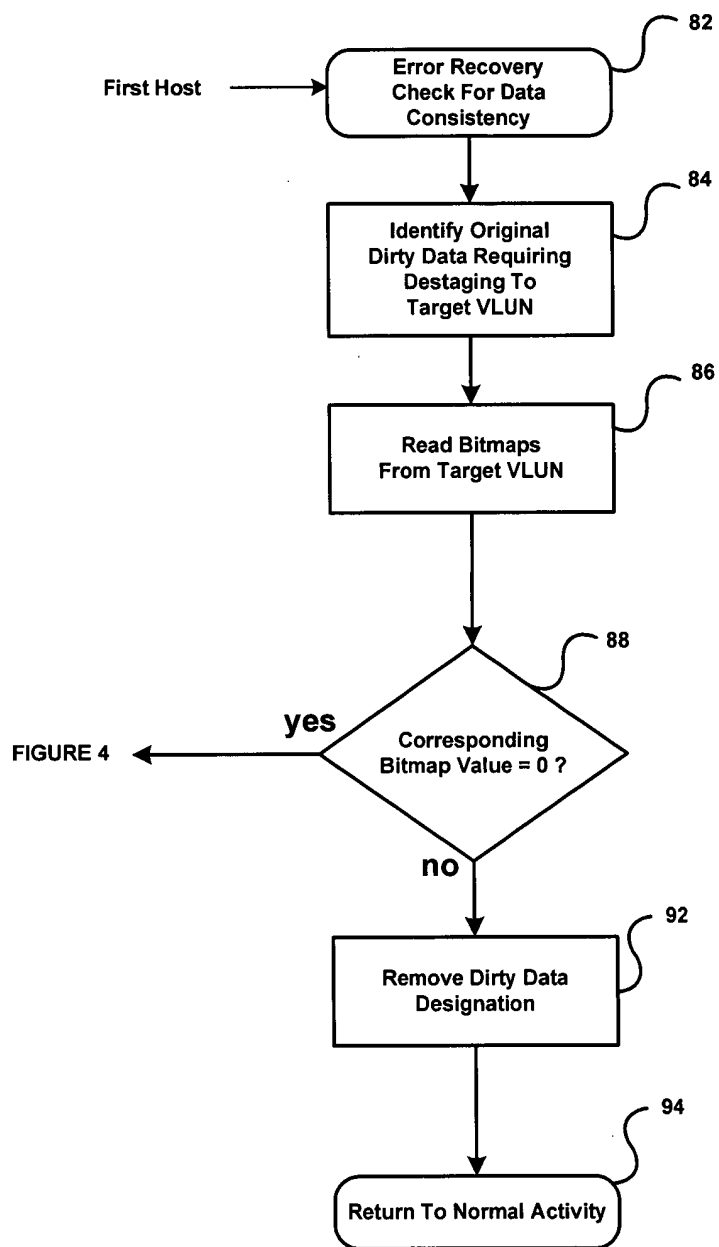 82
First Host
Error Recovery
Check For Data
Consistency
84
Identify Original
Dirty Data Requiring
Destaging To
Target VLUN
86
Read Bitmaps
From Target VLUN
88
yes
FIGURE 4
Corresponding
Bitmap Value = 0 ?
no
92
Remove Dirty Data
Designation
94
Return To Normal Activity